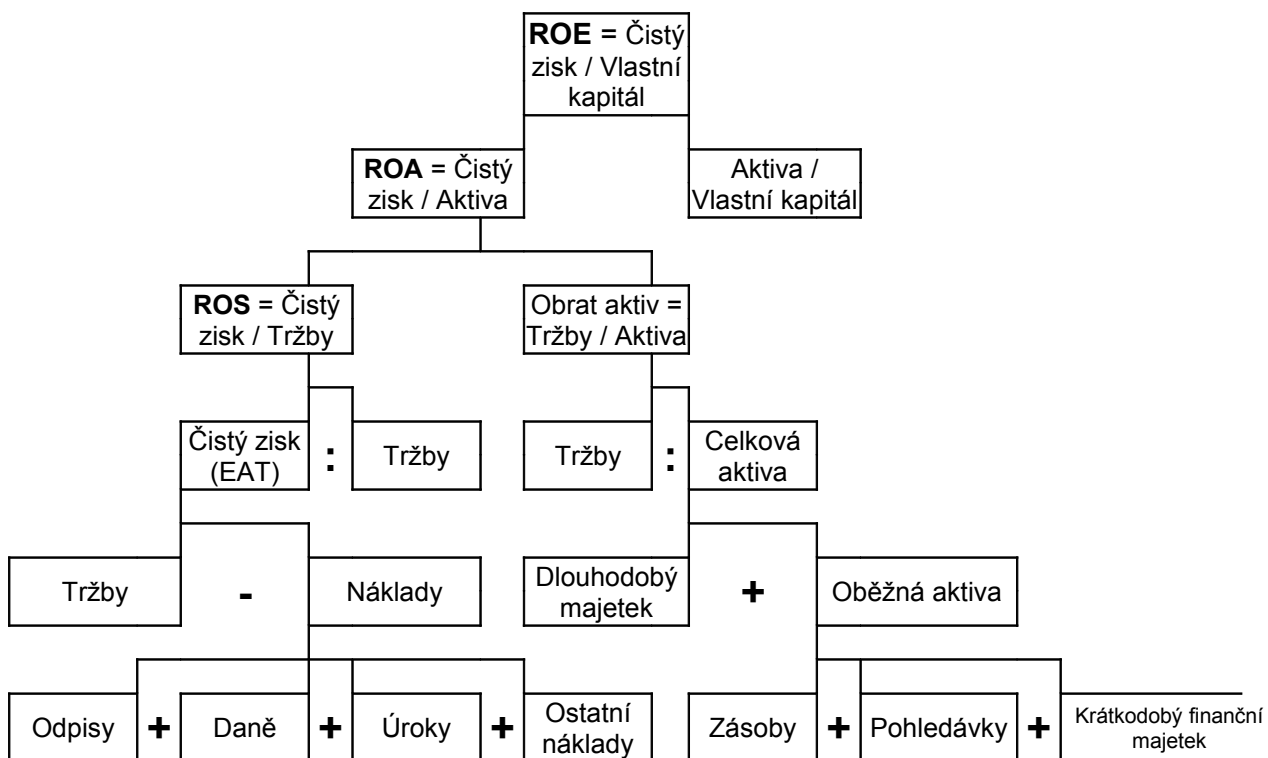 ROE = Čistý
zisk / Vlastní
kapitál
ROA = Čistý
zisk / Aktiva
Aktiva /
Vlastní kapitál
ROS = Čistý
zisk / Tržby
Obrat aktiv =
Tržby / Aktiva
Čistý zisk
(EAT)
:
Tržby
Tržby
:
Celková
aktiva
Tržby
-
Náklady
Dlouhodobý
majetek
+
Oběžná aktiva
Odpisy
+
Daně
+
Úroky
+
Ostatní
náklady
Zásoby
+
Pohledávky
+
Krátkodobý finanční
majetek